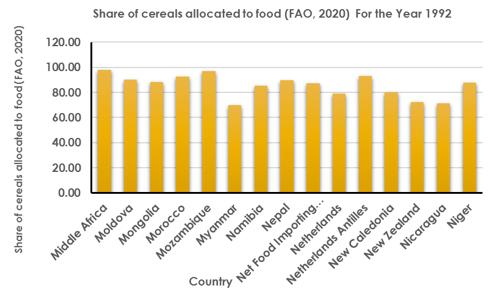 Share of cereals allocated to food (FAO, 2020)  For the Year 1992
Share of cereals allocated to food (FAO, 2020)
120.00
100.00
80.00
60.00
40.00
20.00
0.00
Middle Africa
Moldova
Mongolia
Morocco
Mozambique
Myanmar
Namibia
Nepal
Net Food Importing...
Netherlands
Netherlands Antilles
New Caledonia
New Zealand
Nicaragua
Niger
Country